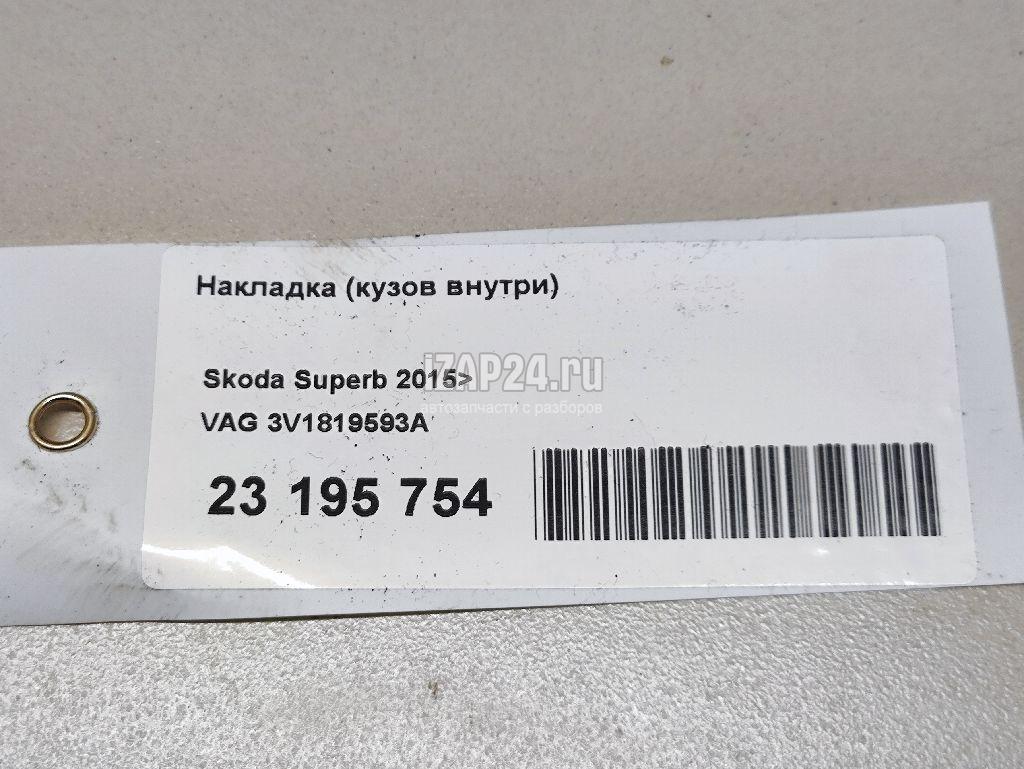 Накладка (кузов внутри)
Skoda Superb 2015>
VAG 3V1819593A
23 195 754
iZAP24.ru
автозапчасти с разборов